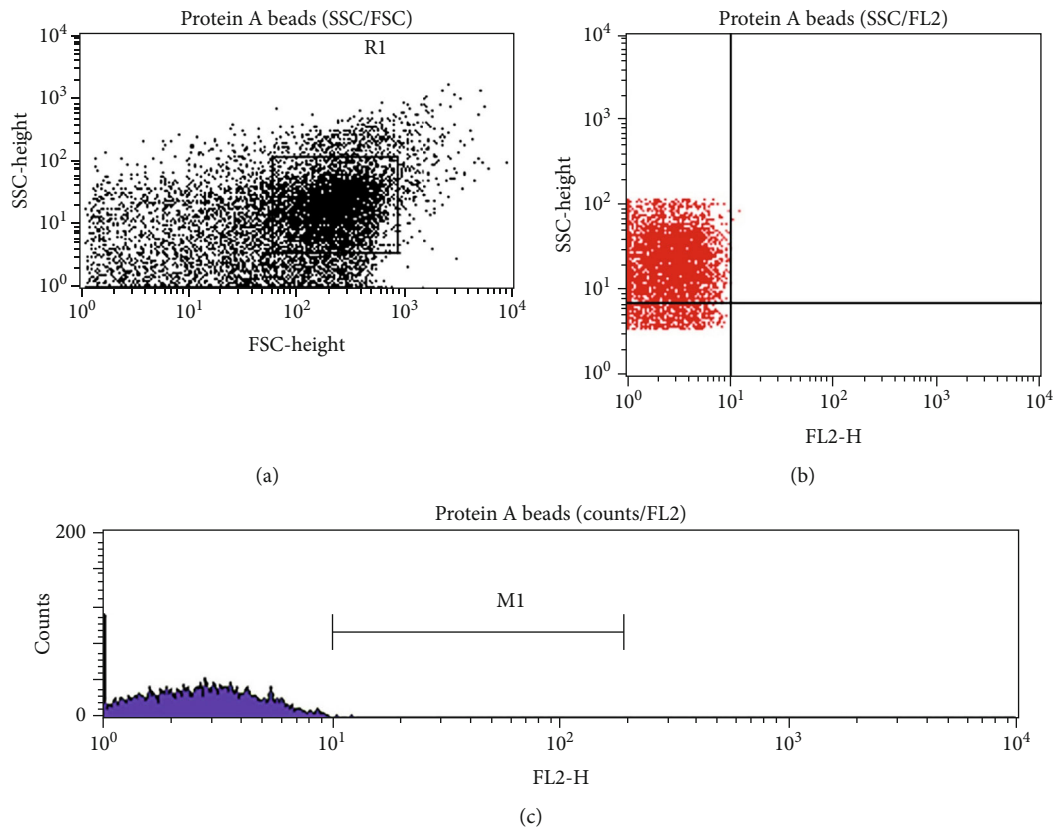 Protein A beads (SSC/FSC)
R1
10^4
10^3
10^2
10^1
10^0
SSC-height
10^0 10^1 10^2 10^3 10^4
FSC-height
(a)
Protein A beads (SSC/FL2)
10^4
10^3
10^2
10^1
10^0
SSC-height
10^0 10^1 10^2 10^3 10^4
FL2-H
(b)
Protein A beads (counts/FL2)
200
0
Counts
M1
10^0 10^1 10^2 10^3 10^4
FL2-H
(c)